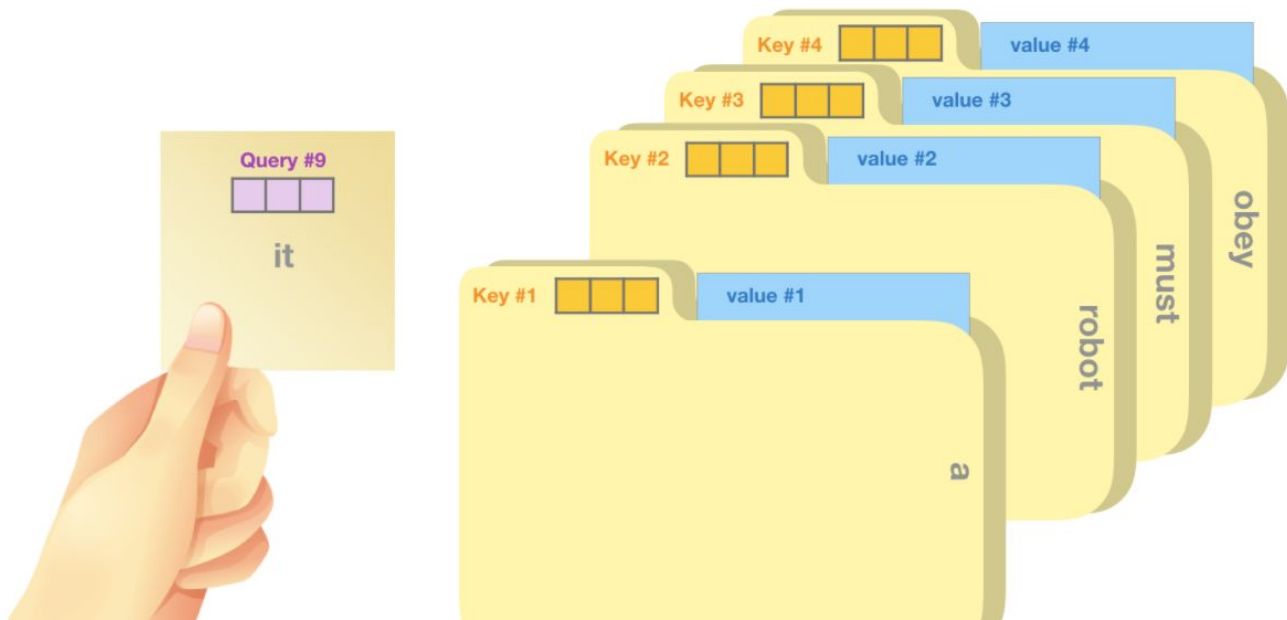 Query #9
it
Key #4
value #4
obey
Key #3
value #3
must
Key #2
value #2
robot
Key #1
value #1
a